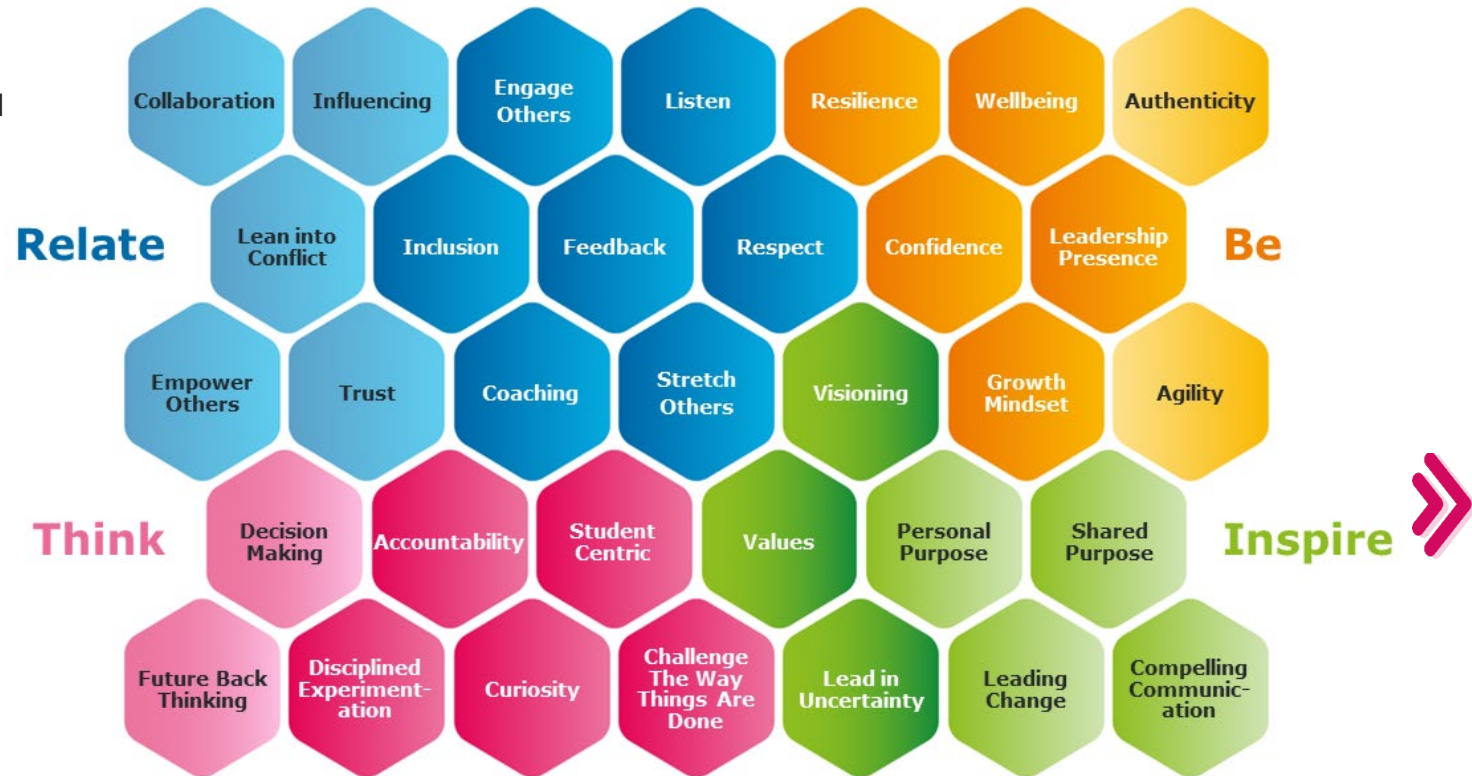 Collaboration
Influencing
Engage
Others
Listen
Resilience
Wellbeing
Authenticity
Relate
Lean into
Conflict
Inclusion
Feedback
Respect
Confidence
Leadership
Presence
Be
Empower
Others
Trust
Coaching
Stretch
Others
Visioning
Growth
Mindset
Agility
Think
Decision
Making
Accountability
Student
Centric
Values
Personal
Purpose
Shared
Purpose
Inspire
Future Back
Thinking
Disciplined
Experiment-
ation
Curiosity
Challenge
The Way
Things Are
Done
Lead in
Uncertainty
Leading
Change
Compelling
Communic-
ation